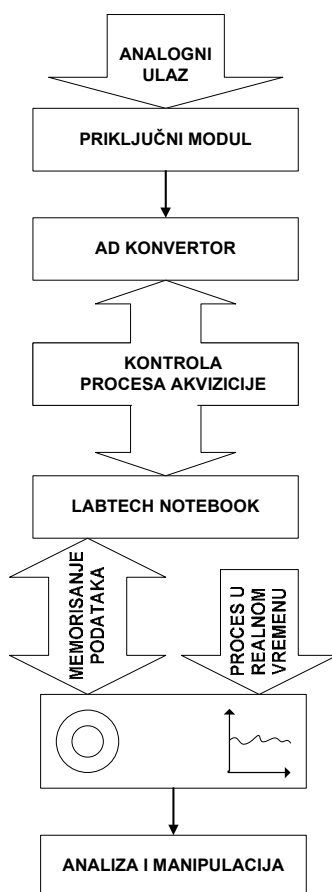 ANALOGNI
ULAZ
PRIKLJUČNI MODUL
AD KONVERTOR
KONTROLA
PROCESA AKVIZICIJE
LABTECH NOTEBOOK
MEMORISANJE
PODATAKA
PROCES U
REALNOM
VREMENU
ANALIZA I MANIPULACIJA